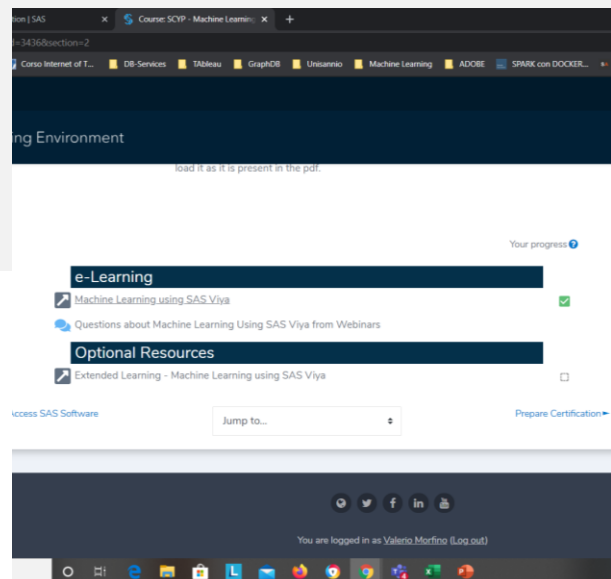 tion | SAS
Course: SCYP - Machine Learning
d=3436&section=2
Corso Internet of T...
DB-Services
TAbleau
GraphDB
Unisannio
Machine Learning
ADOBE
SPARK con DOCKER...
ing Environment
load it as it is present in the pdf.
Your progress
e-Learning
Machine Learning using SAS Viya
Questions about Machine Learning Using SAS Viya from Webinars
Optional Resources
Extended Learning - Machine Learning using SAS Viya
Access SAS Software
Jump to...
Prepare Certification
You are logged in as Valerio Morfino (Log out)